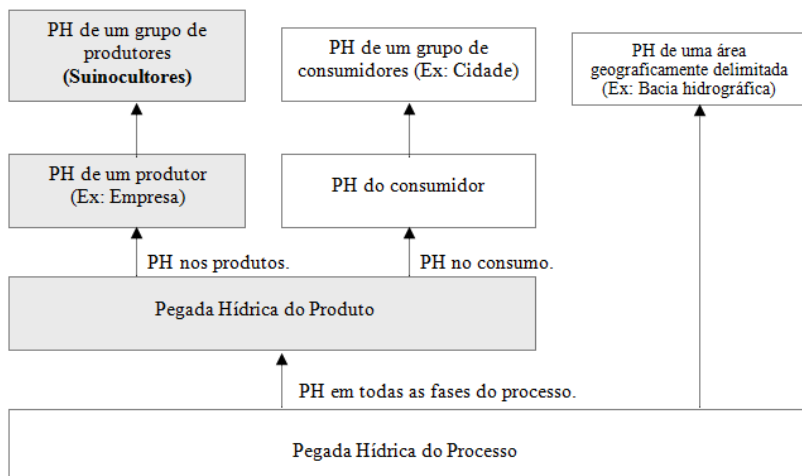 PH de um grupo de
produtores
(Suinocultores)
PH de um grupo de
consumidores (Ex: Cidade)
PH de uma área
geograficamente delimitada
(Ex: Bacia hidrográfica)
PH de um produtor
(Ex: Empresa)
PH do consumidor
PH nos produtos.
PH no consumo.
Pegada Hídrica do Produto
PH em todas as fases do processo.
Pegada Hídrica do Processo